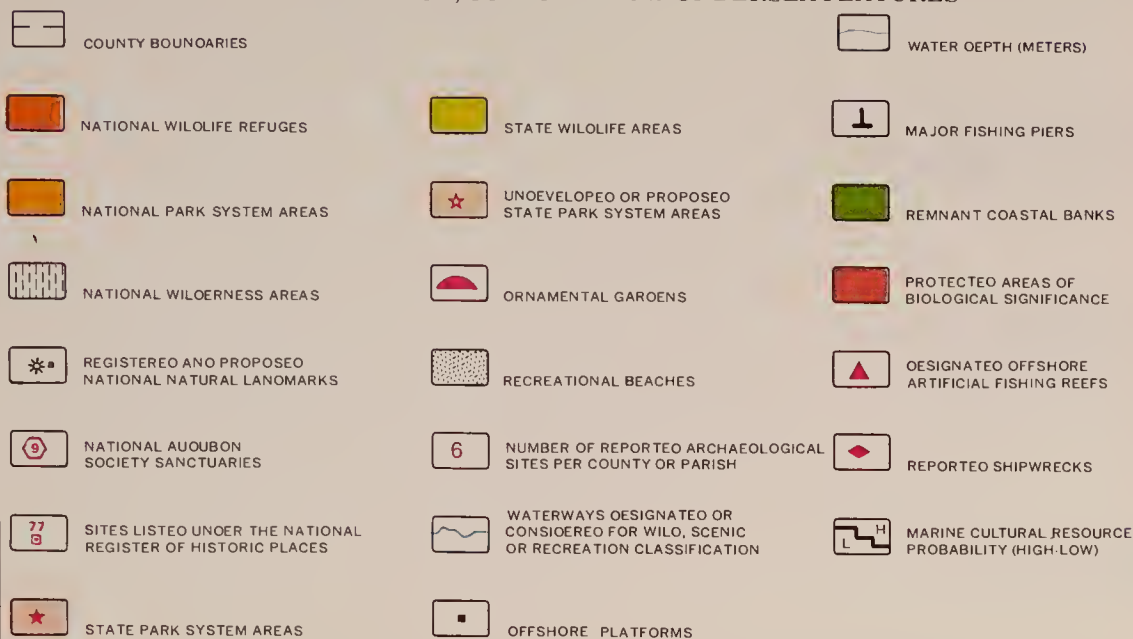 COUNTY BOUNOARIES
NATIONAL WILOLIFE REFUGES
NATIONAL PARK SYSTEM AREAS
NATIONAL WILOERNESS AREAS
REGISTEREO ANO PROPOSEO
NATIONAL NATURAL LANOMARKS
9
NATIONAL AUOUBON
SOCIETY SANCTUARIES
77
SITES LISTEO UNOER THE NATIONAL
REGISTER OF HISTORIC PLACES
STATE PARK SYSTEM AREAS
STATE WILOLIFE AREAS
UNOEVELOPEO OR PROPOSEO
STATE PARK SYSTEM AREAS
ORNAMENTAL GAROENS
RECREATIONAL BEACHES
6
NUMBER OF REPORTEO ARCHAEOLOGICAL
SITES PER COUNTY OR PARISH
WATERWAYS OESIGNATEO OR
CONSIOEREO FOR WILO, SCENIC
OR RECREATION CLASSIFICATION
OFFSHORE PLATFORMS
WATER OEPTH (METERS)
MAJOR FISHING PIERS
REMNANT COASTAL BANKS
PROTECTEO AREAS OF
BIOLOGICAL SIGNIFICANCE
OESIGNATEO OFFSHORE
ARTIFICIAL FISHING REEFS
REPORTEO SHIPWRECKS
L H
MARINE CULTURAL RESOURCE
PROBABILITY (HIGH-LOW)